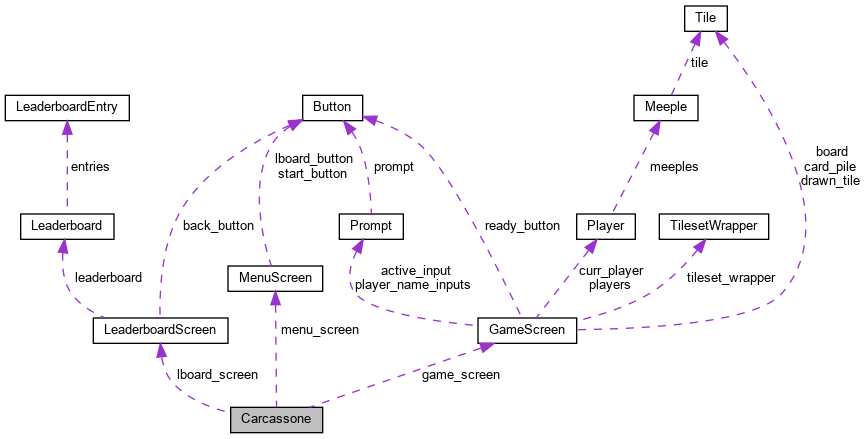 Tile
tile
LeaderboardEntry
Button
Meeple
lboard_button
start_button
board
card_pile
drawn_tile
entries
prompt
meeples
Leaderboard
back_button
Prompt
ready_button
Player
TilesetWrapper
leaderboard
MenuScreen
active_input
player_name_inputs
curr_player
players
tileset_wrapper
LeaderboardScreen
menu_screen
GameScreen
lboard_screen
game_screen
Carcassone